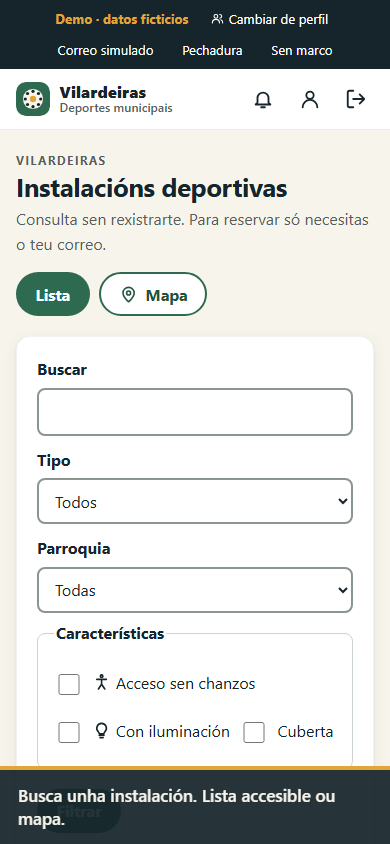 Demo · datos ficticios
Cambiar de perfil
Correo simulado
Pechadura
Sen marco
Vilardeiras
Deportes municipais
VILARDEIRAS
Instalacións deportivas
Consulta sen rexistrarte. Para reservar só necesitas
o teu correo.
Lista
Mapa
Buscar
Tipo
Todos
Parroquia
Todas
Características
Acceso sen chanzos
Con iluminación
Cuberta
Filtrar
Busca unha instalación. Lista accesible ou
mapa.